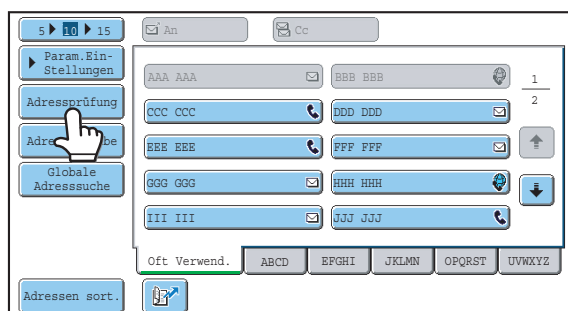 5 10 15
An
Cc
Param.Ein-
Stellungen
Adressprüfung
Adre be
Globale
Adresssuche
Adressen sort.
AAA AAA
BBB BBB
CCC CCC
DDD DDD
EEE EEE
FFF FFF
GGG GGG
HHH HHH
III III
JJJ JJJ
1
2
Oft Verwend.
ABCD
EFGHI
JKLMN
OPQRST
UVWXYZ